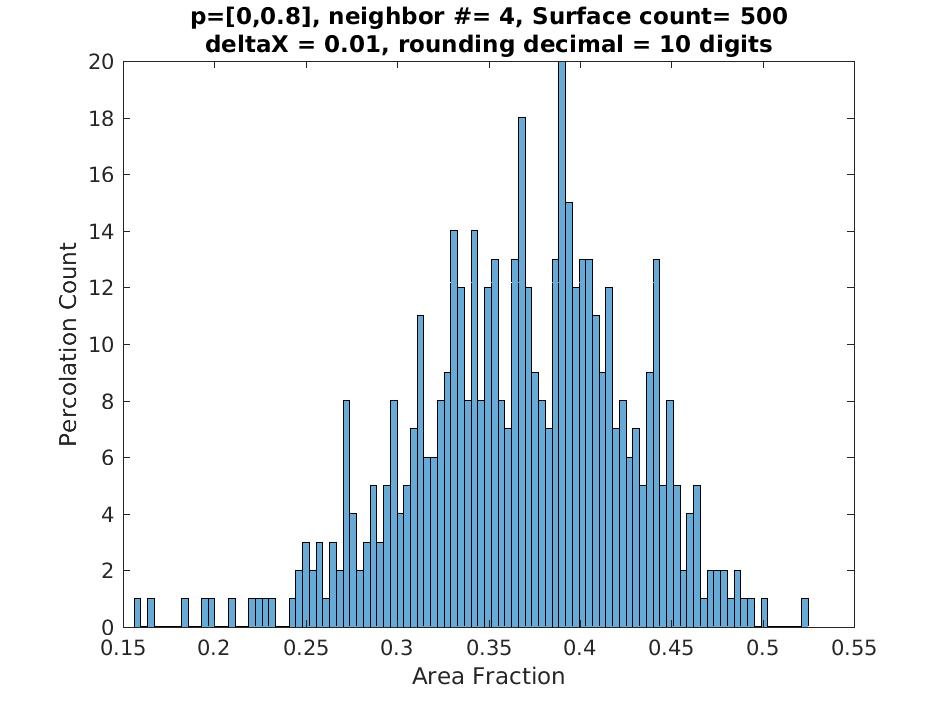 p=[0,0.8], neighbor #= 4, Surface count= 500
deltaX = 0.01, rounding decimal = 10 digits
20
18
16
14
12
10
8
6
4
2
0
Percolation Count
0.15 0.2 0.25 0.3 0.35 0.4 0.45 0.5 0.55
Area Fraction